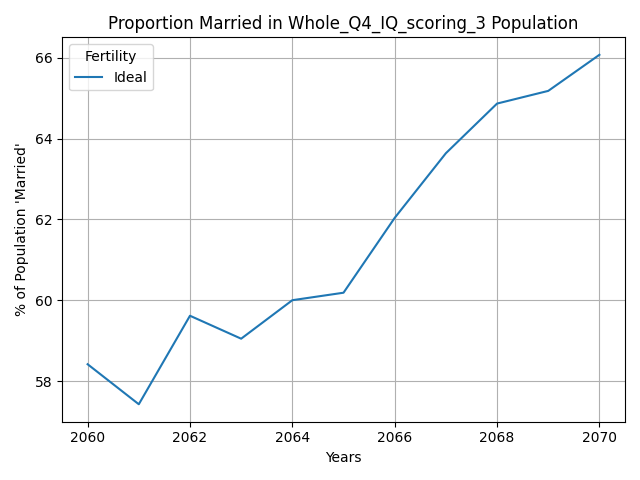 Proportion Married in Whole_Q4_IQ_scoring_3 Population
Fertility
Ideal
% of Population 'Married'
66
64
62
60
58
2060 2062 2064 2066 2068 2070
Years